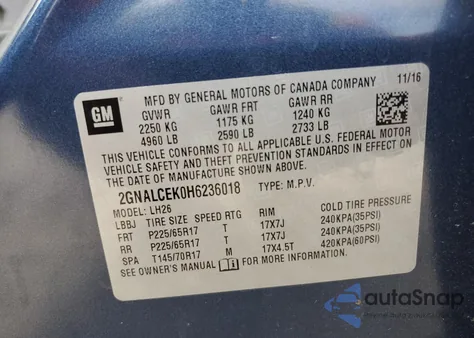 GM
MFD BY GENERAL MOTORS OF CANADA COMPANY 11/16
GVWR GAWR FRT GAWR RR
2250 KG 1175 KG 1240 KG
4960 LB 2590 LB 2733 LB
THIS VEHICLE CONFORMS TO ALL APPLICABLE U.S. FEDERAL MOTOR
VEHICLE SAFETY AND THEFT PREVENTION STANDARDS IN EFFECT ON
THE DATE OF MANUFACTURE SHOWN ABOVE.
2GNALCEK0H6236018 TYPE: M.P.V.
MODEL: LH26
LBBJ TIRE SIZE SPEED RTG RIM COLD TIRE PRESSURE
FRT P225/65R17 T 17X7J 240KPA(35PSI)
RR P225/65R17 T 17X7J 240KPA(35PSI)
SPA T145/70R17 M 17X4.5T 420KPA(60PSI)
SEE OWNER'S MANUAL
autoSnap